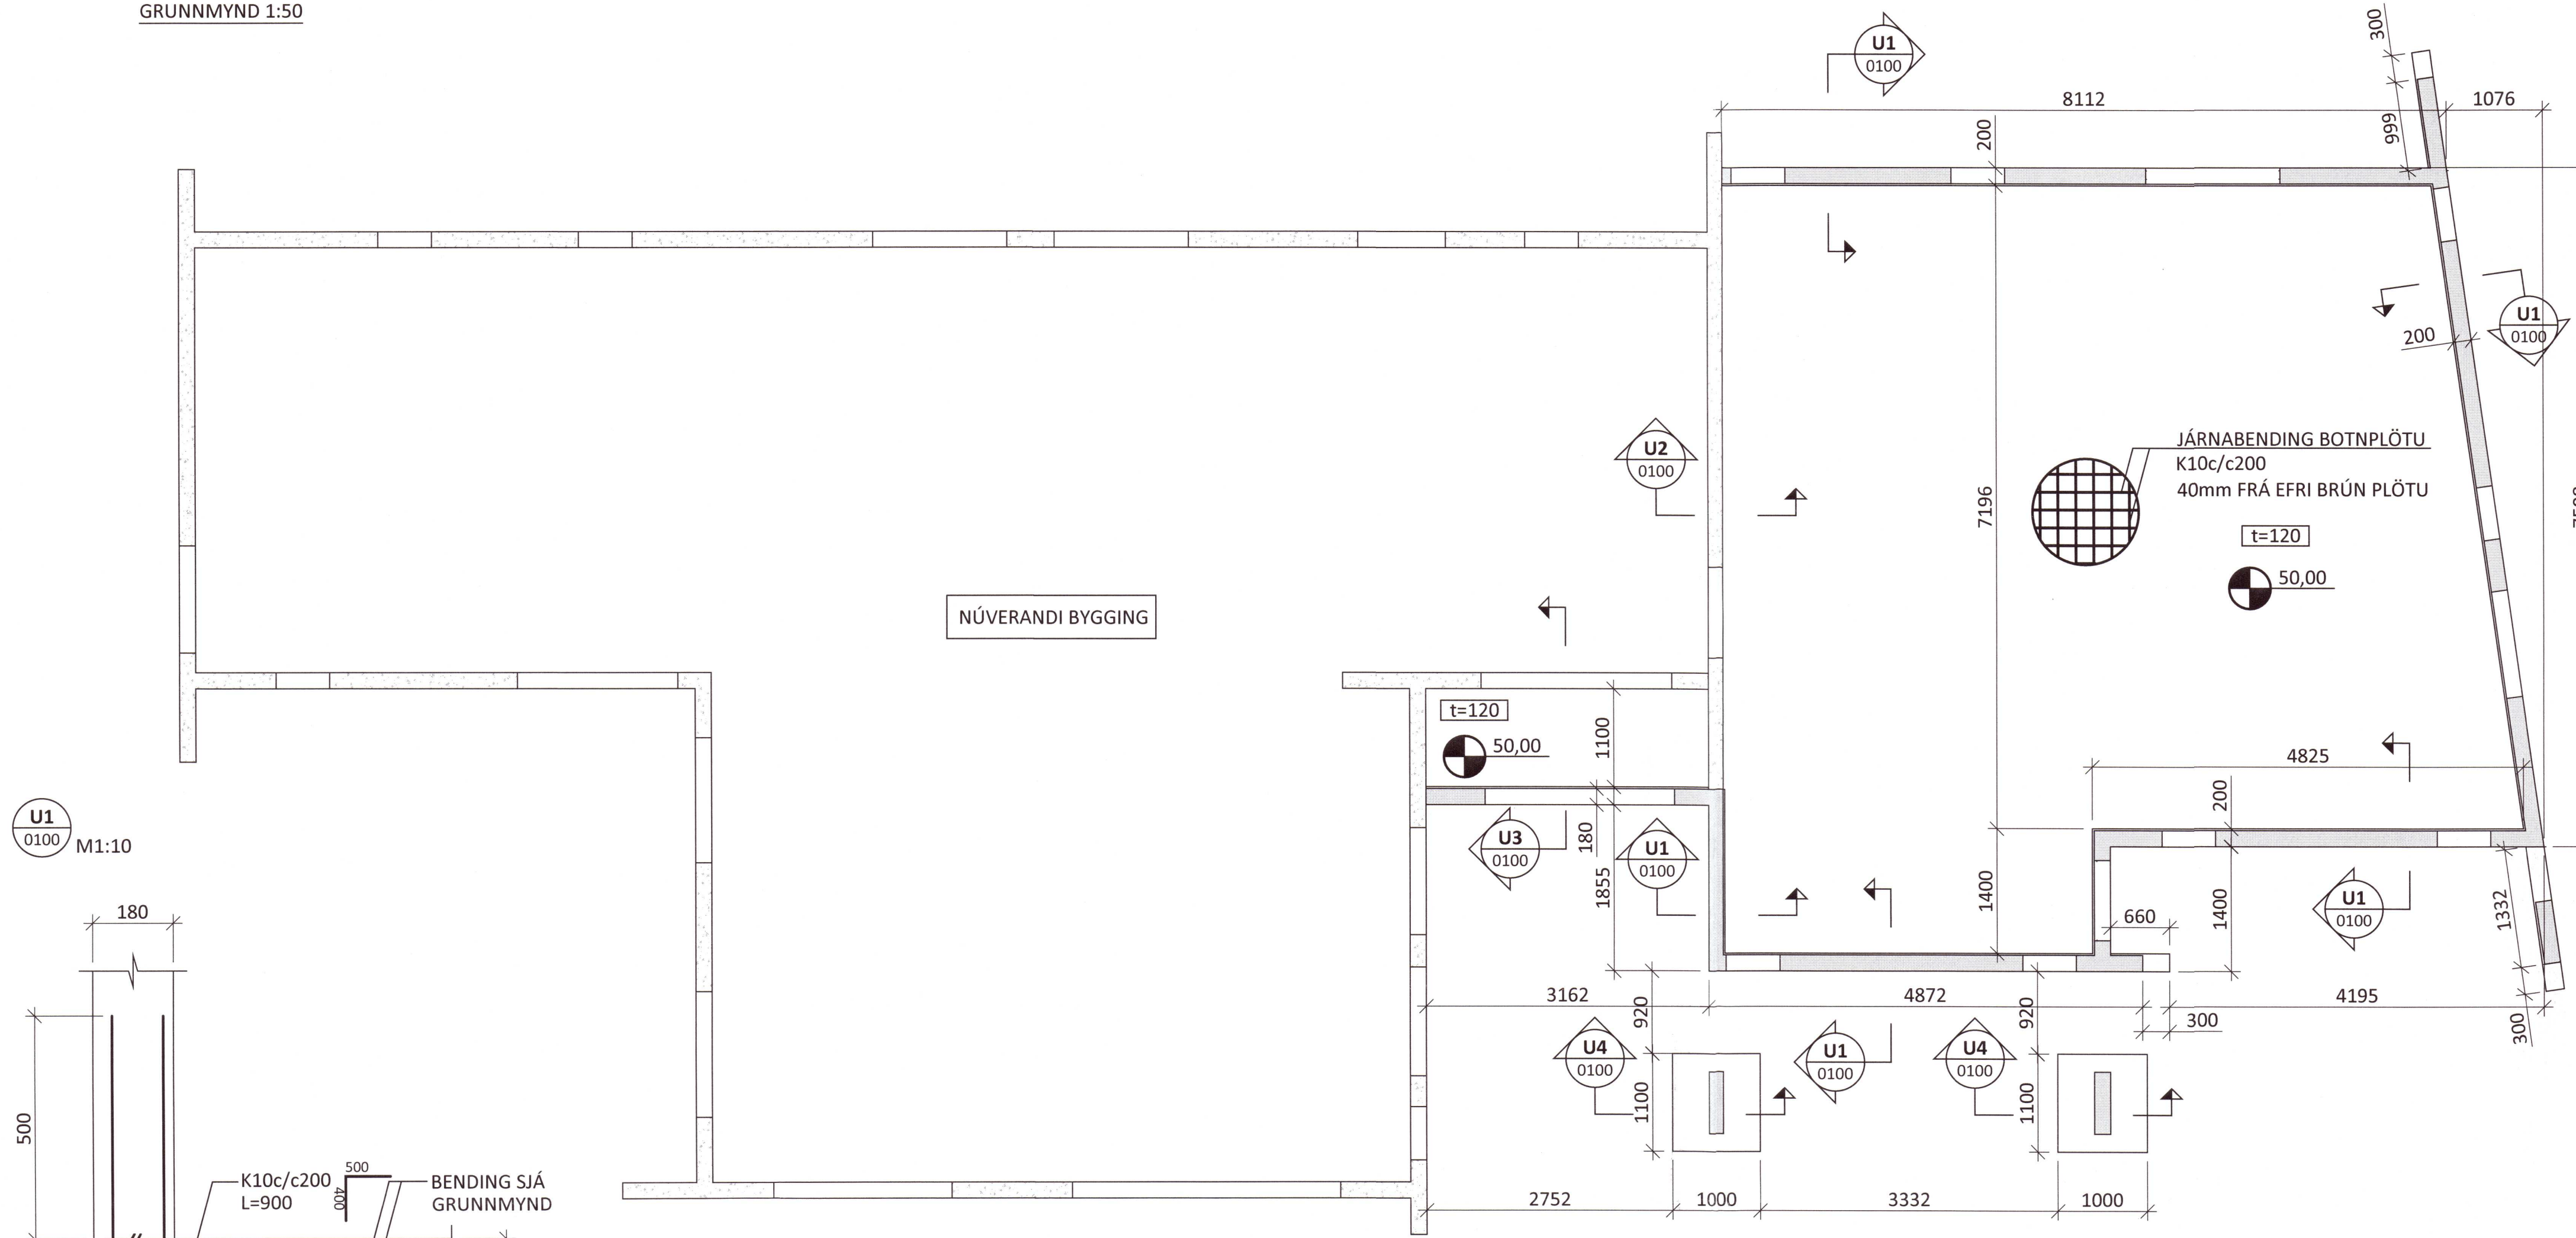 GRUNNMYND 1:50
U1
0100
300
8112
1076
200
999
U1
0100
200
U2
0100
JÁRNABENDING BOTNPLÖTU
K10c/c200
40mm FRÁ EFRI BRÚN PLÖTU
7196
t=120
50,00
NÚVERANDI BYGGING
t=120
50,00
1100
4825
200
U1
0100
M1:10
U3
0100
180
1855
U1
0100
1400
660
1400
U1
0100
1332
180
3162
4872
4195
920
920
300
300
U4
0100
U1
0100
U4
0100
1100
1100
500
K10c/c200
L=900
500
400
BENDING SJÁ
GRUNNMYND
2752
1000
3332
1000